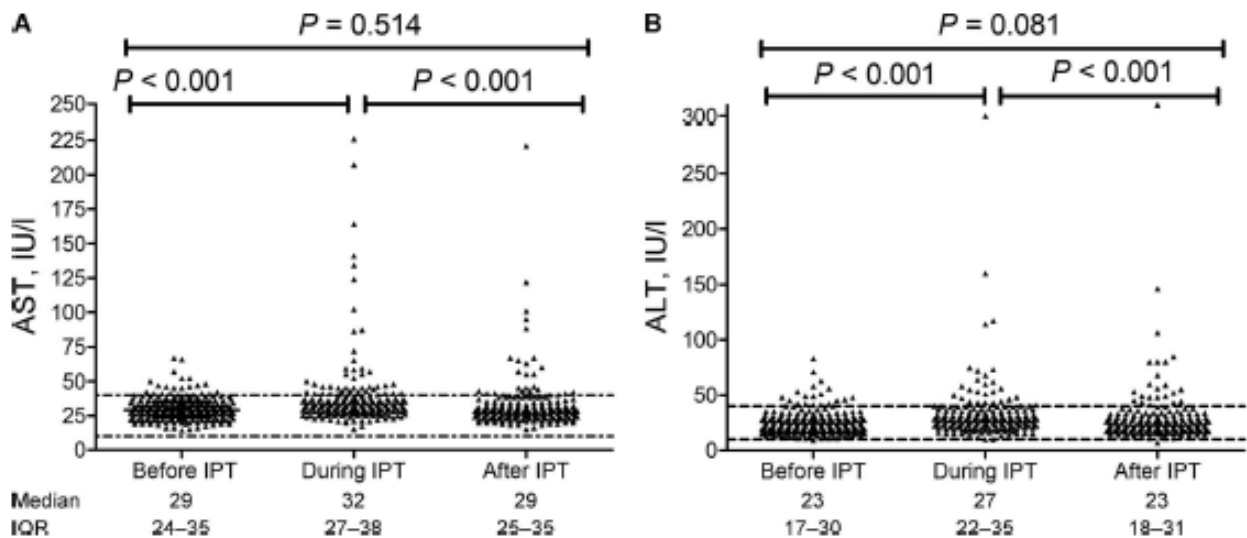 A
P = 0.514
P < 0.001 P < 0.001
AST, IU/l
250
225
200
175
150
125
100
75
50
25
0
Before IPT During IPT After IPT
Median 29 32 29
IQR 24–35 27–38 25–35
B
P = 0.081
P < 0.001 P < 0.001
ALT, IU/l
300
250
200
150
100
50
0
Before IPT During IPT After IPT
23 27 23
17–30 22–35 18–31